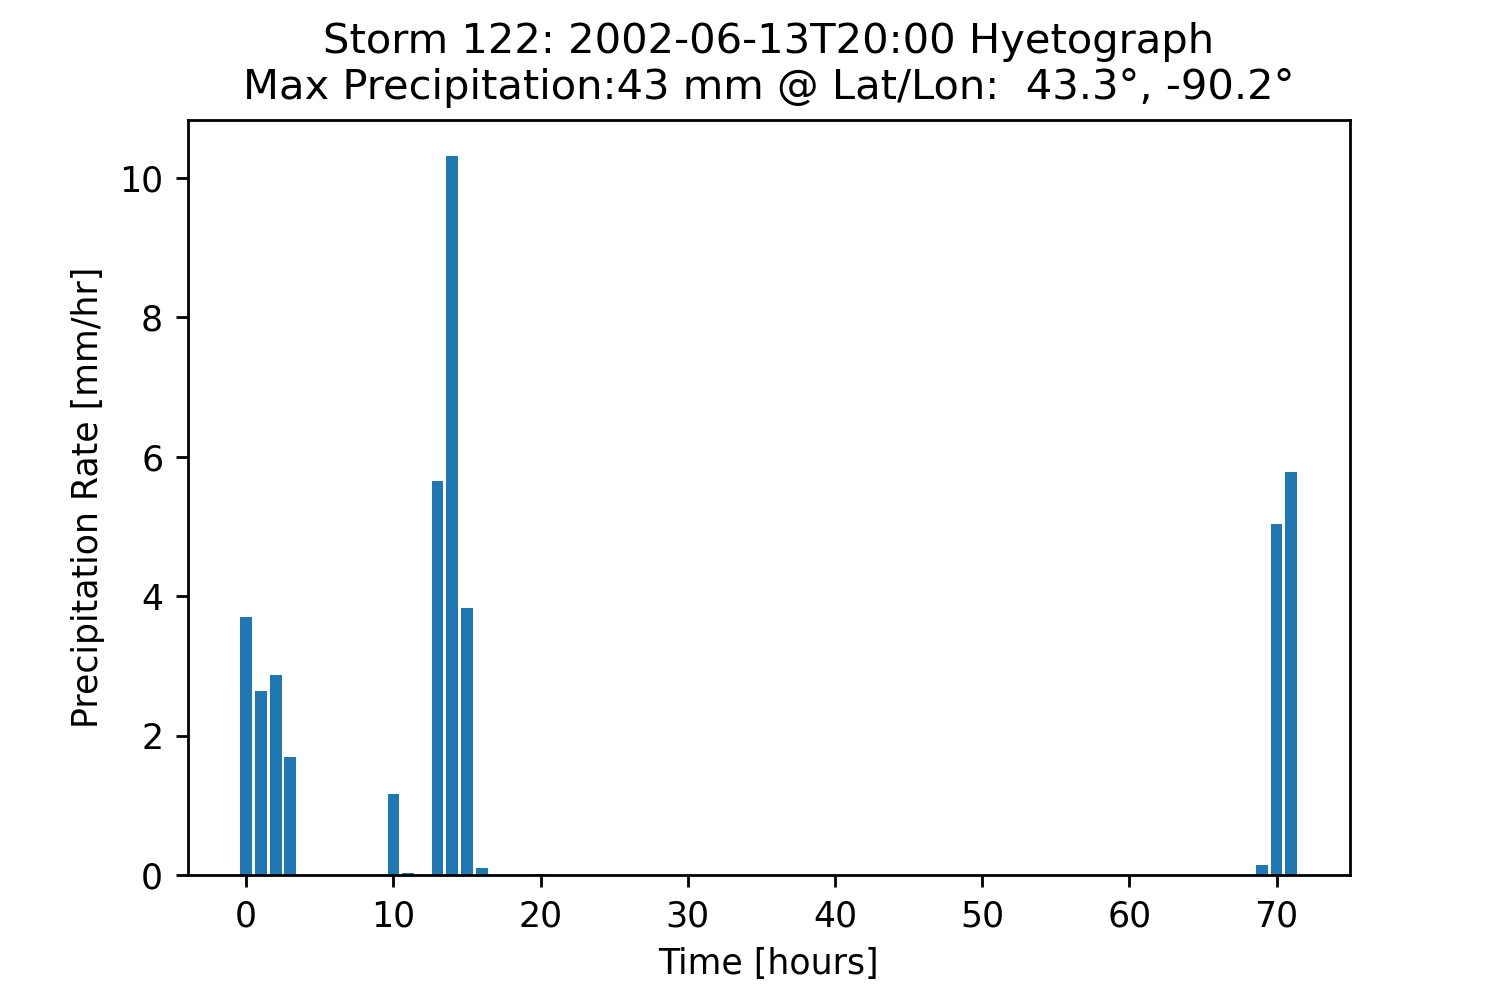 Storm 122: 2002-06-13T20:00 Hyetograph
Max Precipitation:43 mm @ Lat/Lon:  43.3°, -90.2°
Precipitation Rate [mm/hr]
10
8
6
4
2
0
0 10 20 30 40 50 60 70
Time [hours]